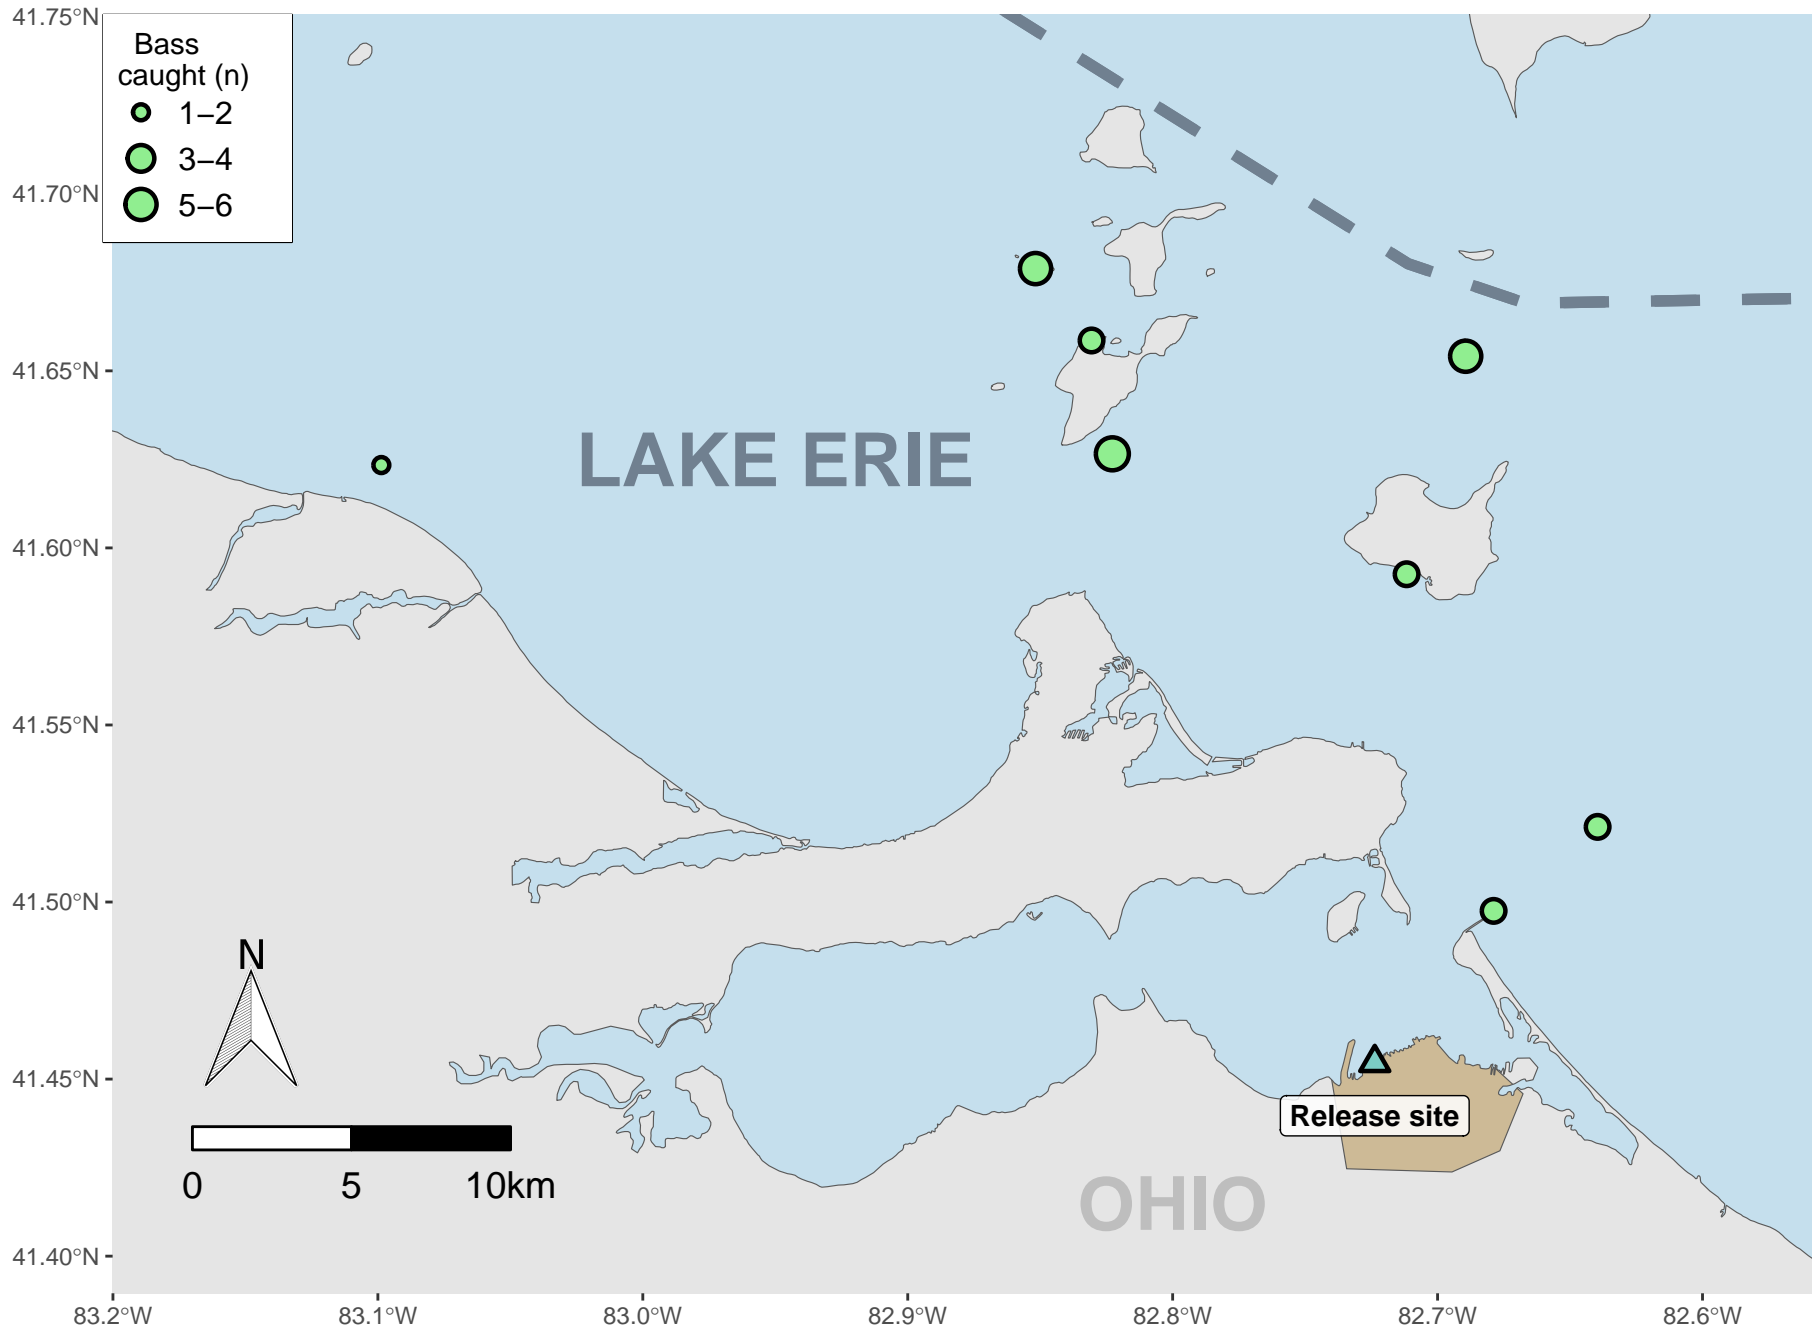 41.75°N
41.70°N
41.65°N
41.60°N
41.55°N
41.50°N
41.45°N
41.40°N
Bass
caught (n)
1–2
3–4
5–6
LAKE ERIE
N
0 5 10km
Release site
OHIO
83.2°W 83.1°W 83.0°W 82.9°W 82.8°W 82.7°W 82.6°W